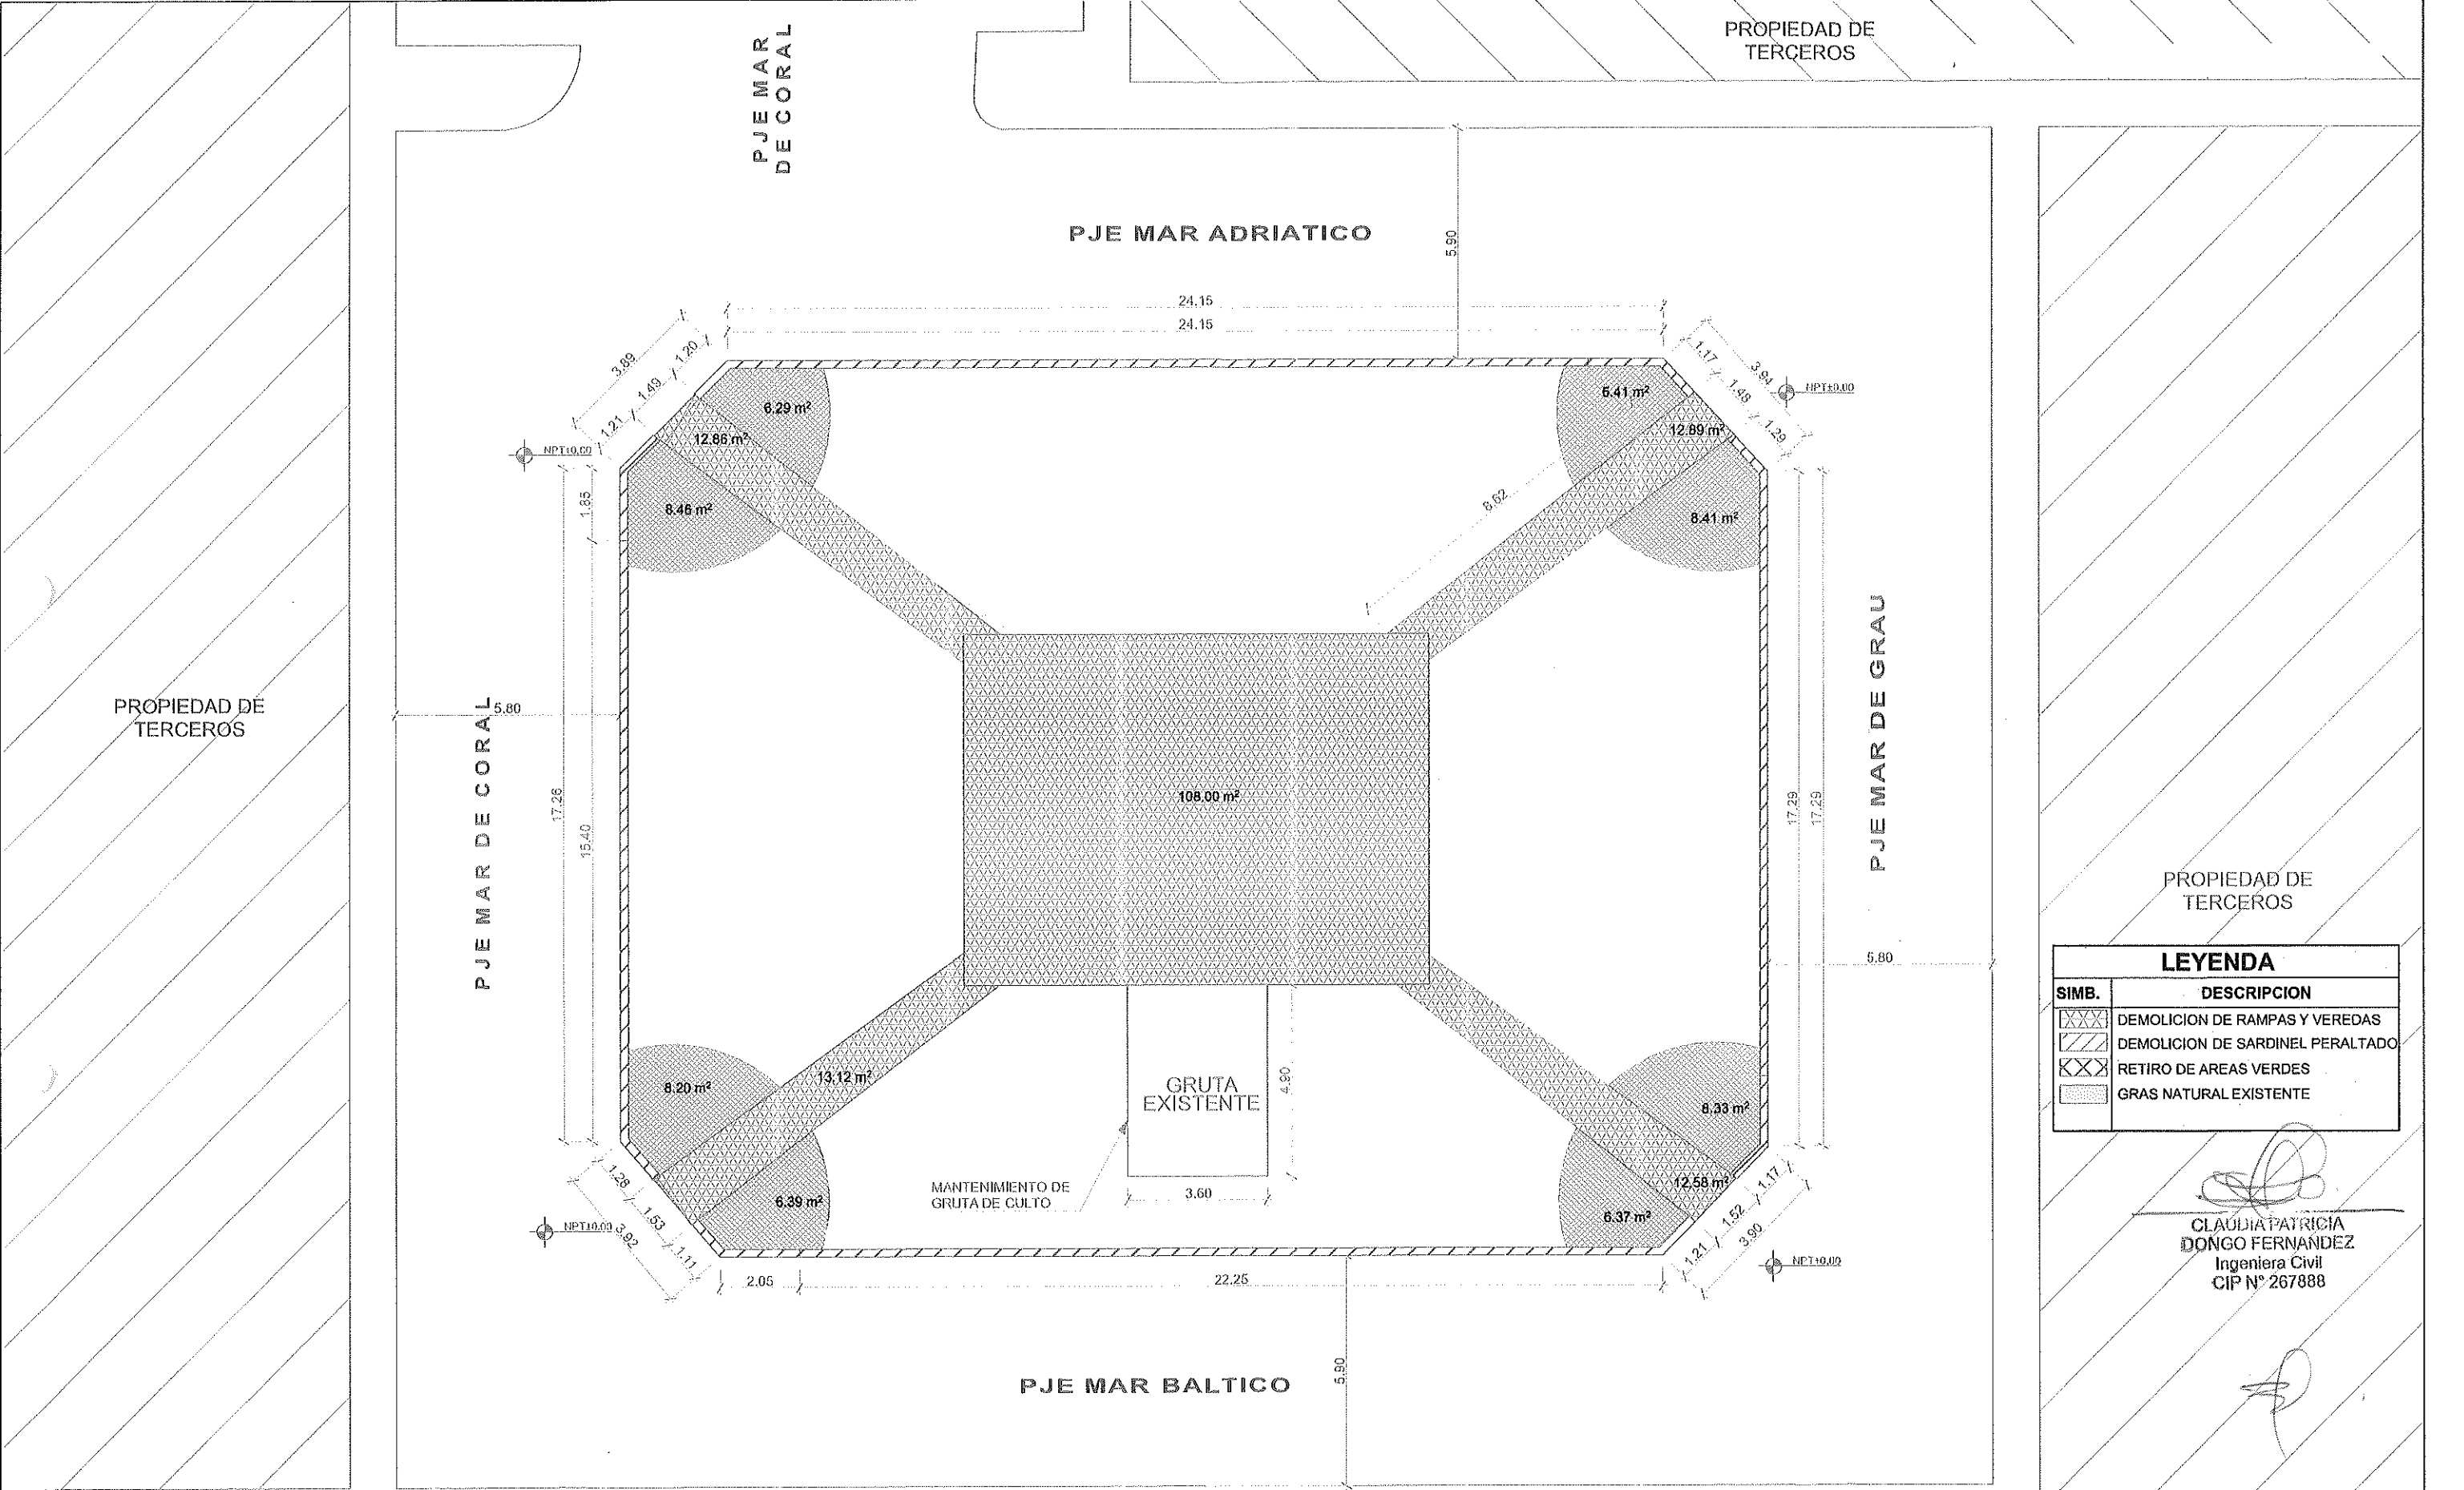 PROPIEDAD DE
TERCEROS
PJE MAR
DE CORAL
PJE MAR ADRIATICO
5.90
24.15
24.15
3.89
1.20
1.49
1.21
1.17
3.94
1.48
1.29
NPT±0.00
NPT±0.00
6.29 m²
12.86 m²
8.46 m²
6.41 m²
12.89 m²
8.41 m²
8.62
1.85
17.26
15.40
PROPIEDAD DE
TERCEROS
5.80
PJE MAR DE CORAL
108.00 m²
17.29
17.29
PJE MAR DE GRAU
5.80
PROPIEDAD DE
TERCEROS
LEYENDA
SIMB.
DESCRIPCION
DEMOLICION DE RAMPAS Y VEREDAS
DEMOLICION DE SARDINEL PERALTADO
RETIRO DE AREAS VERDES
GRAS NATURAL EXISTENTE
8.20 m²
13.12 m²
6.39 m²
GRUTA
EXISTENTE
4.90
3.60
MANTENIMIENTO DE
GRUTA DE CULTO
8.33 m²
12.58 m²
6.37 m²
1.28
1.53
3.92
1.11
NPT±0.00
1.17
1.52
3.90
1.21
NPT±0.00
2.05
22.25
PJE MAR BALTICO
5.90
CLAUDIA PATRICIA
DONGO FERNANDEZ
Ingeniera Civil
CIP N° 267888